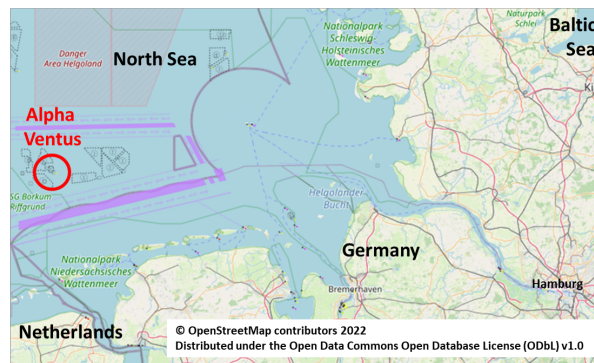 Nationalpark
Schleswig-
Holsteinisches
Wattenmeer
Naturpark
Schlei
Baltic
Sea
Danger
Area Helgoland
North Sea
Alpha
Ventus
SG Borkum
Riffgrund
Helgoländer
Bucht
Nationalpark
Niedersächsisches
Wattenmeer
Germany
Bremerhaven
Hamburg
Netherlands
© OpenStreetMap contributors 2022
Distributed under the Open Data Commons Open Database License (ODbL) v1.0